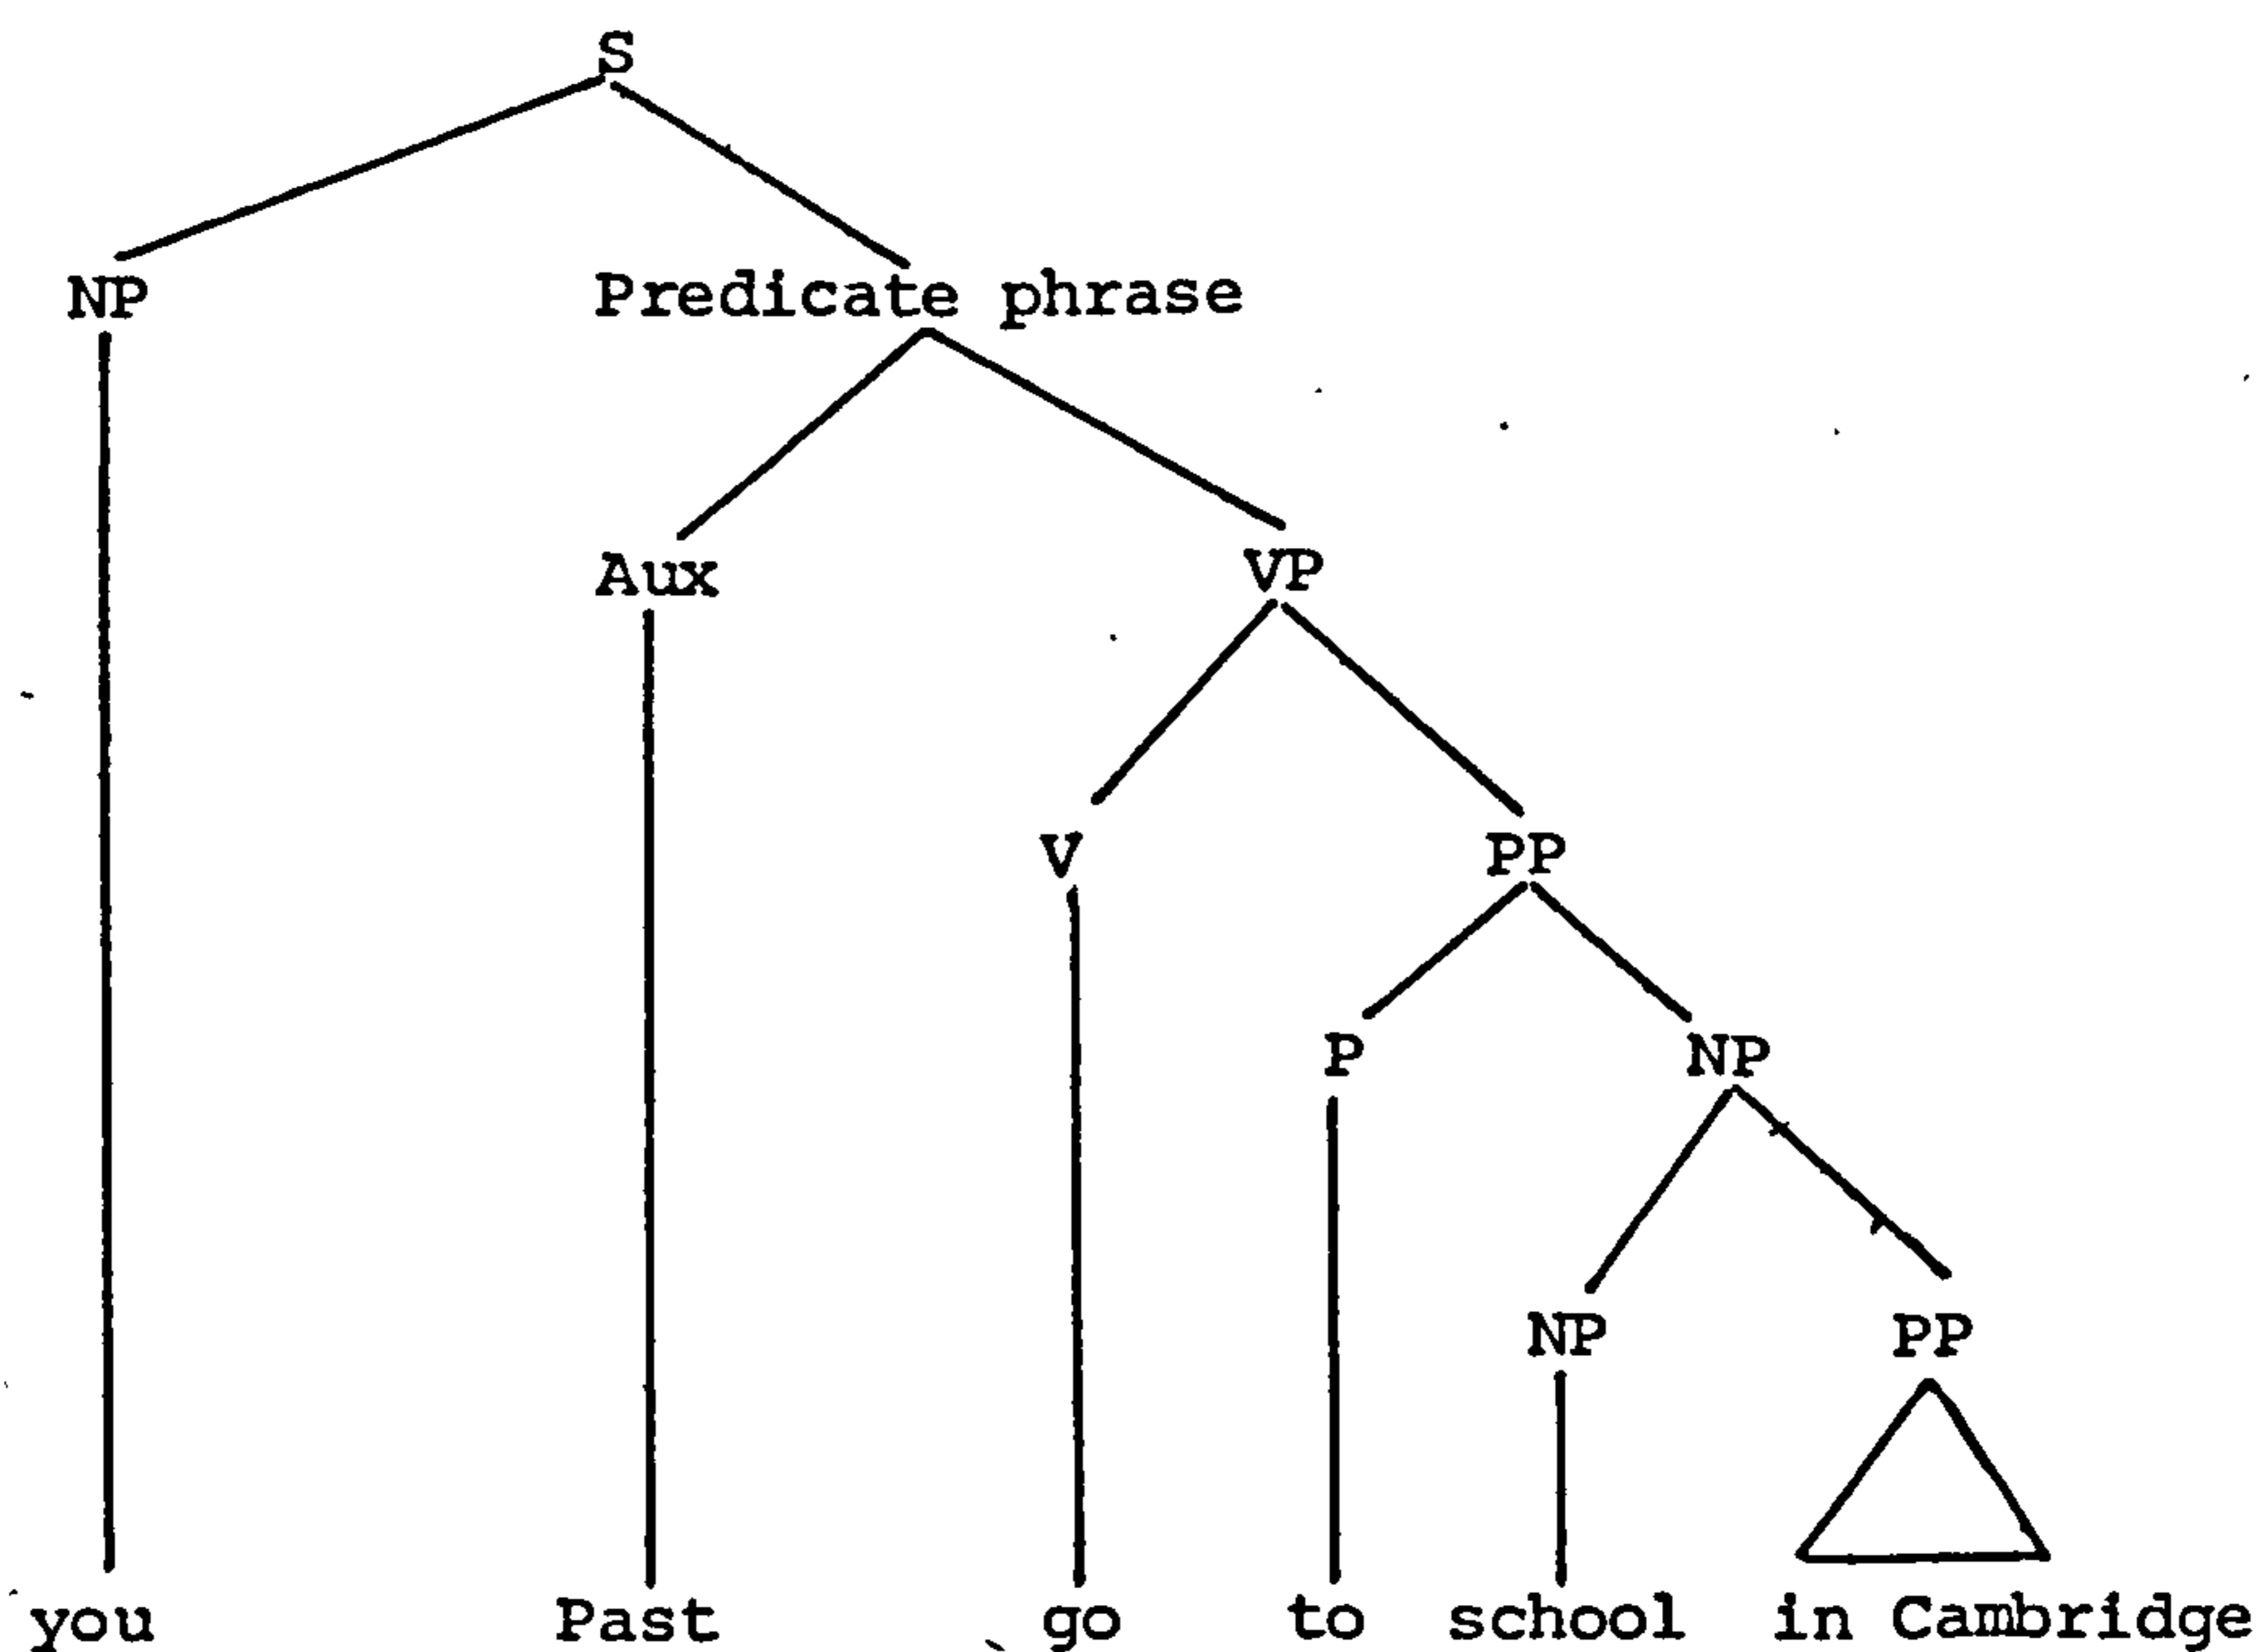 S
NP Predicate phrase
Aux VP
V PP
P NP
NP PP
you Past go to school in Cambridge